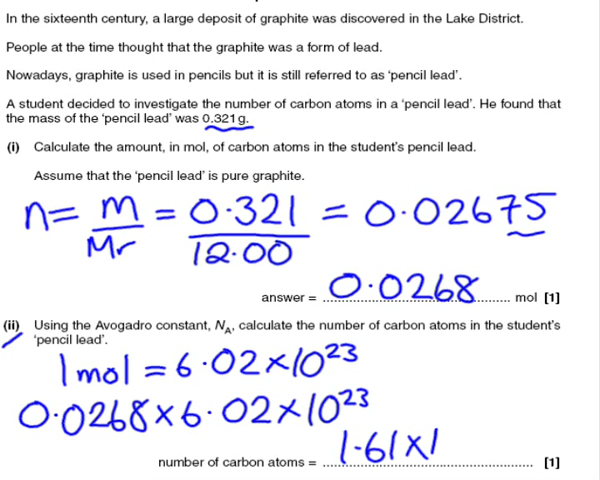 In the sixteenth century, a large deposit of graphite was discovered in the Lake District.
People at the time thought that the graphite was a form of lead.
Nowadays, graphite is used in pencils but it is still referred to as ‘pencil lead’.
A student decided to investigate the number of carbon atoms in a ‘pencil lead’. He found that
the mass of the ‘pencil lead’ was 0.321 g.
(i) Calculate the amount, in mol, of carbon atoms in the student’s pencil lead.
Assume that the ‘pencil lead’ is pure graphite.
n = m/Mr = 0.321/12.00 = 0.02675
answer = 0.0268 mol [1]
(ii) Using the Avogadro constant, N_A, calculate the number of carbon atoms in the student’s
‘pencil lead’.
1 mol = 6.02×10²³
0.0268×6.02×10²³
number of carbon atoms = 1.61×1 [1]